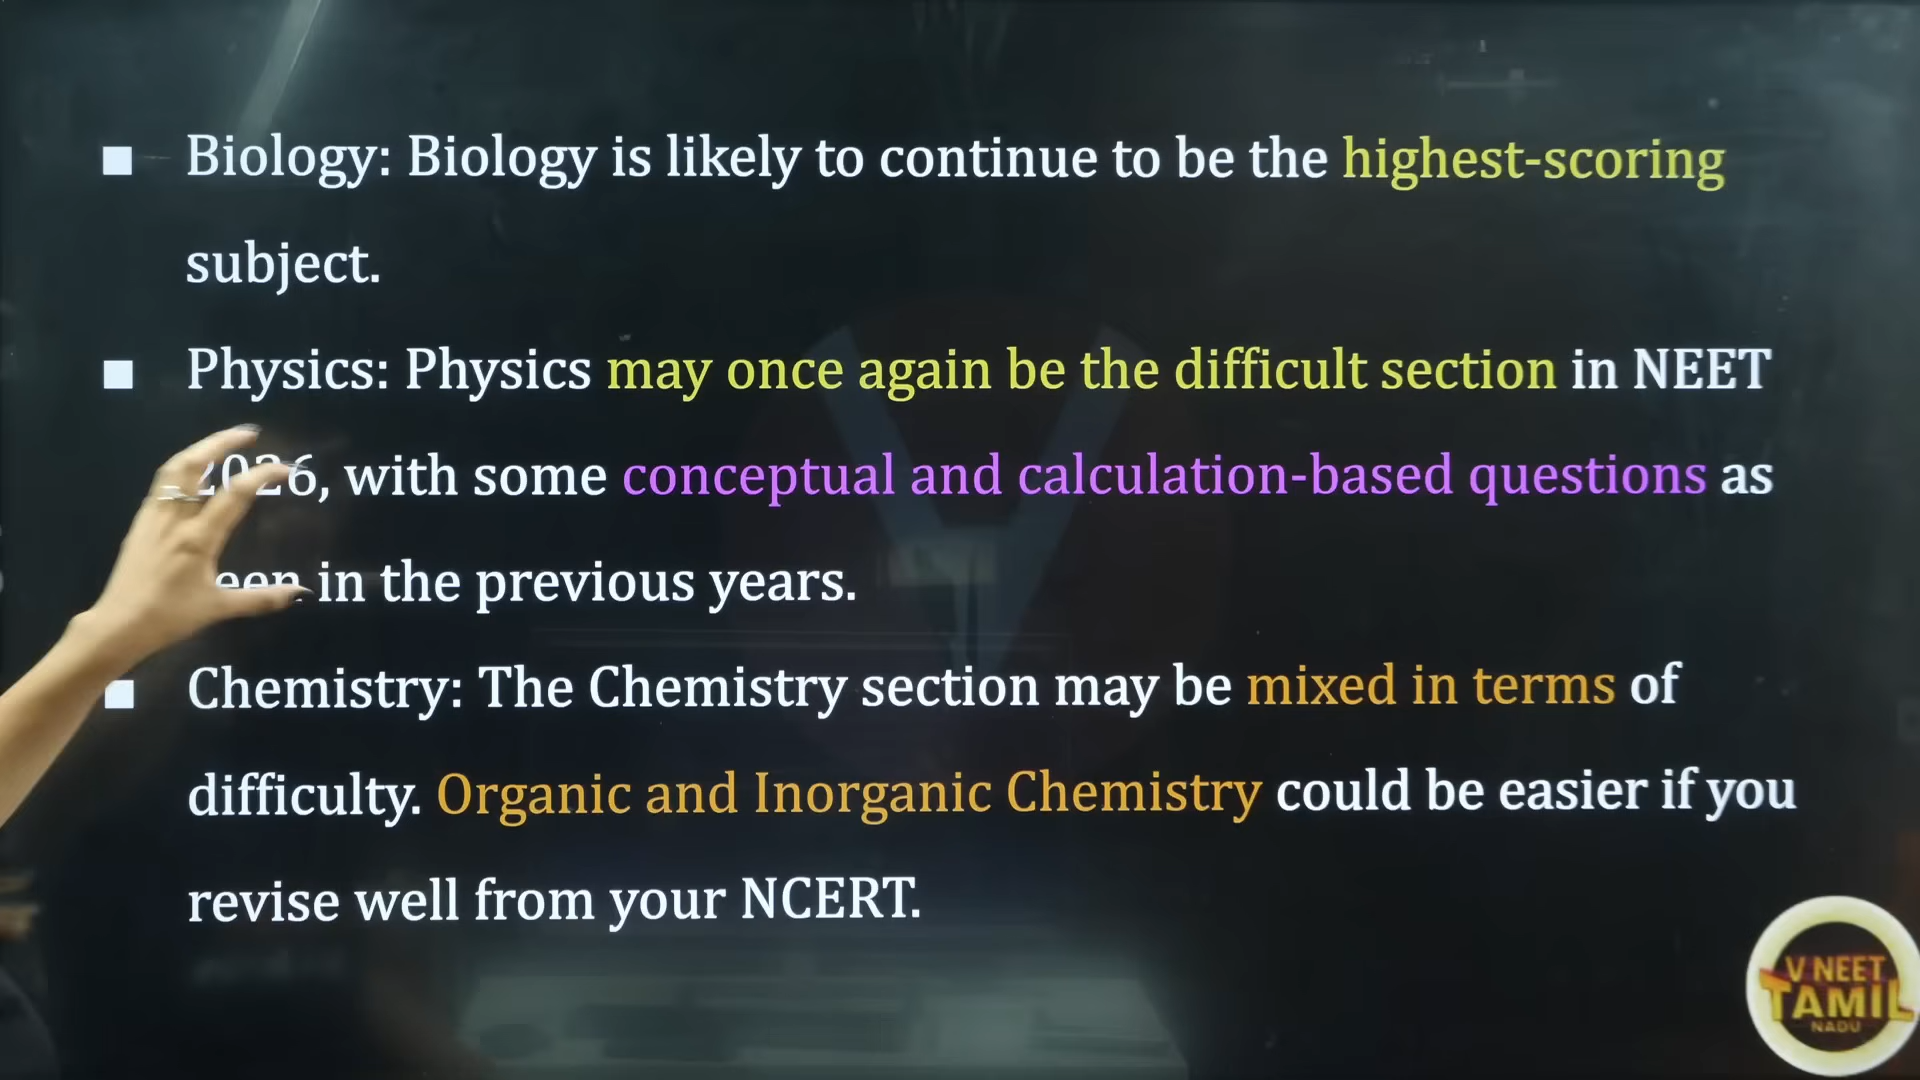 ■ Biology: Biology is likely to continue to be the highest-scoring
subject.
■ Physics: Physics may once again be the difficult section in NEET
2026, with some conceptual and calculation-based questions as
in the previous years.
■ Chemistry: The Chemistry section may be mixed in terms of
difficulty. Organic and Inorganic Chemistry could be easier if you
revise well from your NCERT.
V NEET
TAMIL
NADU